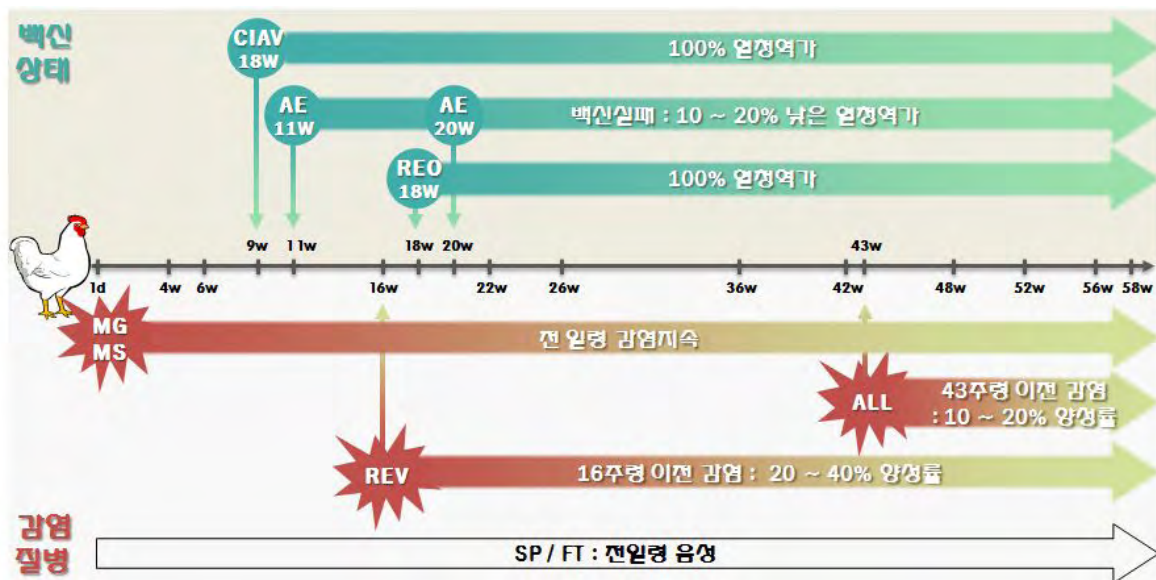 백신
상태
CIAV
18W
100% 혈청역가
AE
11W
AE
20W
백신실패 : 10 ~ 20% 낮은 혈청역가
REO
18W
100% 혈청역가
9w 11w 18w 20w 43w
1d 4w 6w 16w 22w 26w 36w 42w 48w 52w 56w 58w
MG
MS
전 일령 감염지속
ALL
43주령 이전 감염
: 10 ~ 20% 양성률
REV
16주령 이전 감염 : 20 ~ 40% 양성률
감염
질병
SP / FT : 전일령 음성